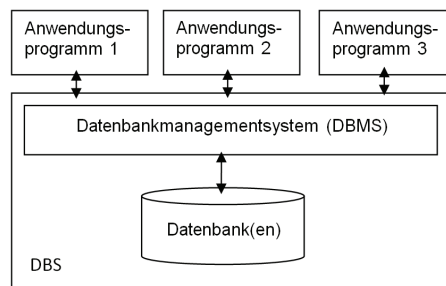 Anwendungs-
programm 1
Anwendungs-
programm 2
Anwendungs-
programm 3
Datenbankmanagementsystem (DBMS)
Datenbank(en)
DBS